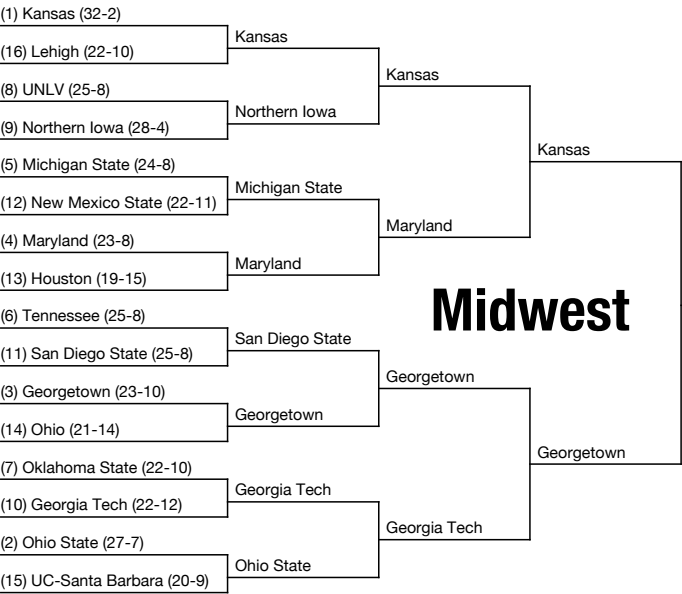 (1) Kansas (32-2)
(16) Lehigh (22-10)
(8) UNLV (25-8)
(9) Northern Iowa (28-4)
(5) Michigan State (24-8)
(12) New Mexico State (22-11)
(4) Maryland (23-8)
(13) Houston (19-15)
(6) Tennessee (25-8)
(11) San Diego State (25-8)
(3) Georgetown (23-10)
(14) Ohio (21-14)
(7) Oklahoma State (22-10)
(10) Georgia Tech (22-12)
(2) Ohio State (27-7)
(15) UC-Santa Barbara (20-9)
Kansas
Northern Iowa
Michigan State
Maryland
San Diego State
Georgetown
Georgia Tech
Ohio State
Kansas
Maryland
Georgetown
Georgia Tech
Kansas
Georgetown
Midwest